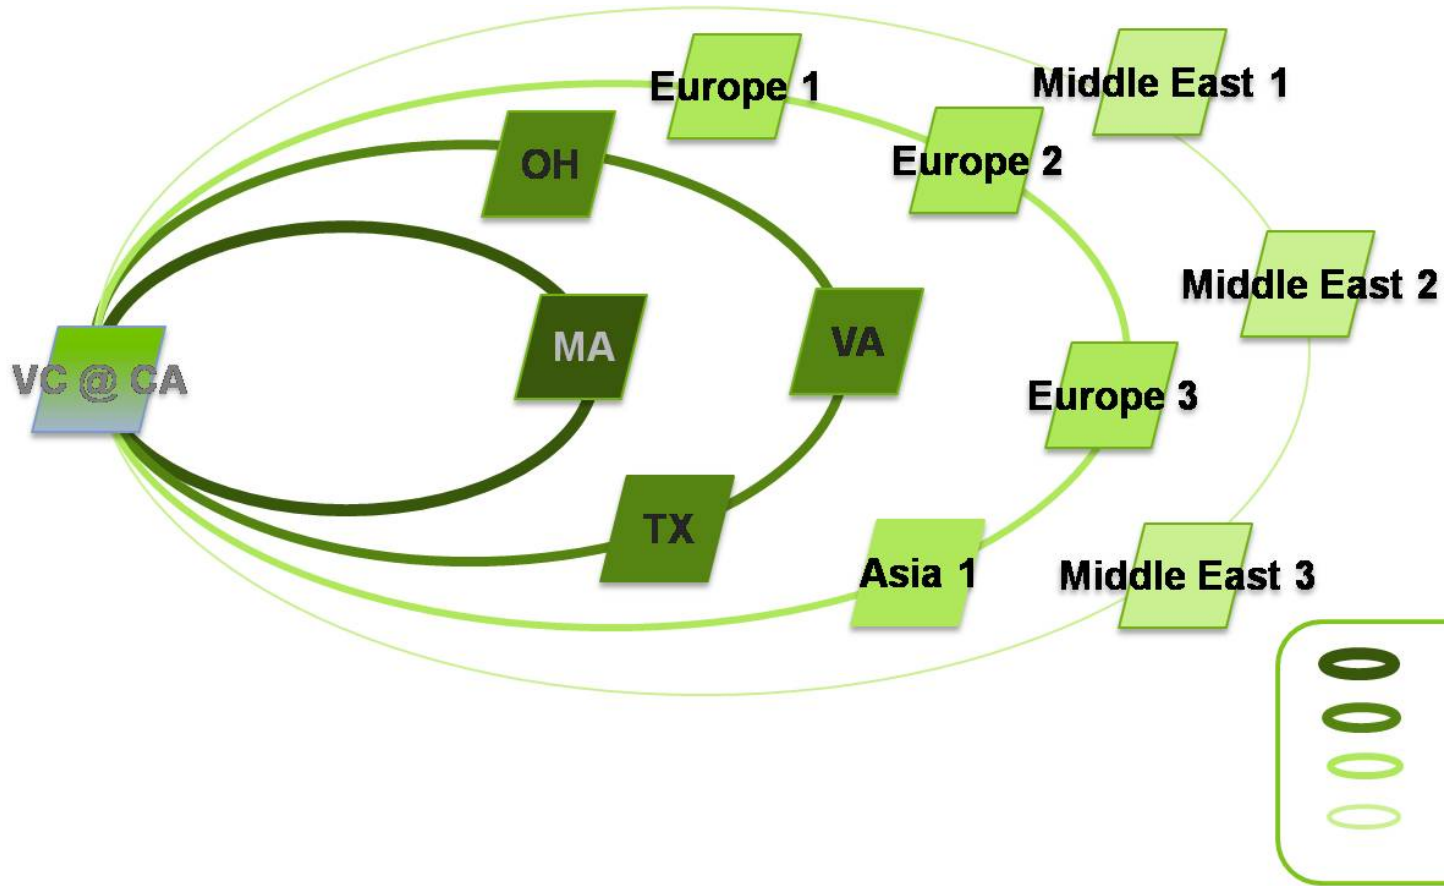 Middle East 1
Europe 1
Europe 2
OH
Middle East 2
MA
VA
VC @ CA
Europe 3
TX
Asia 1
Middle East 3